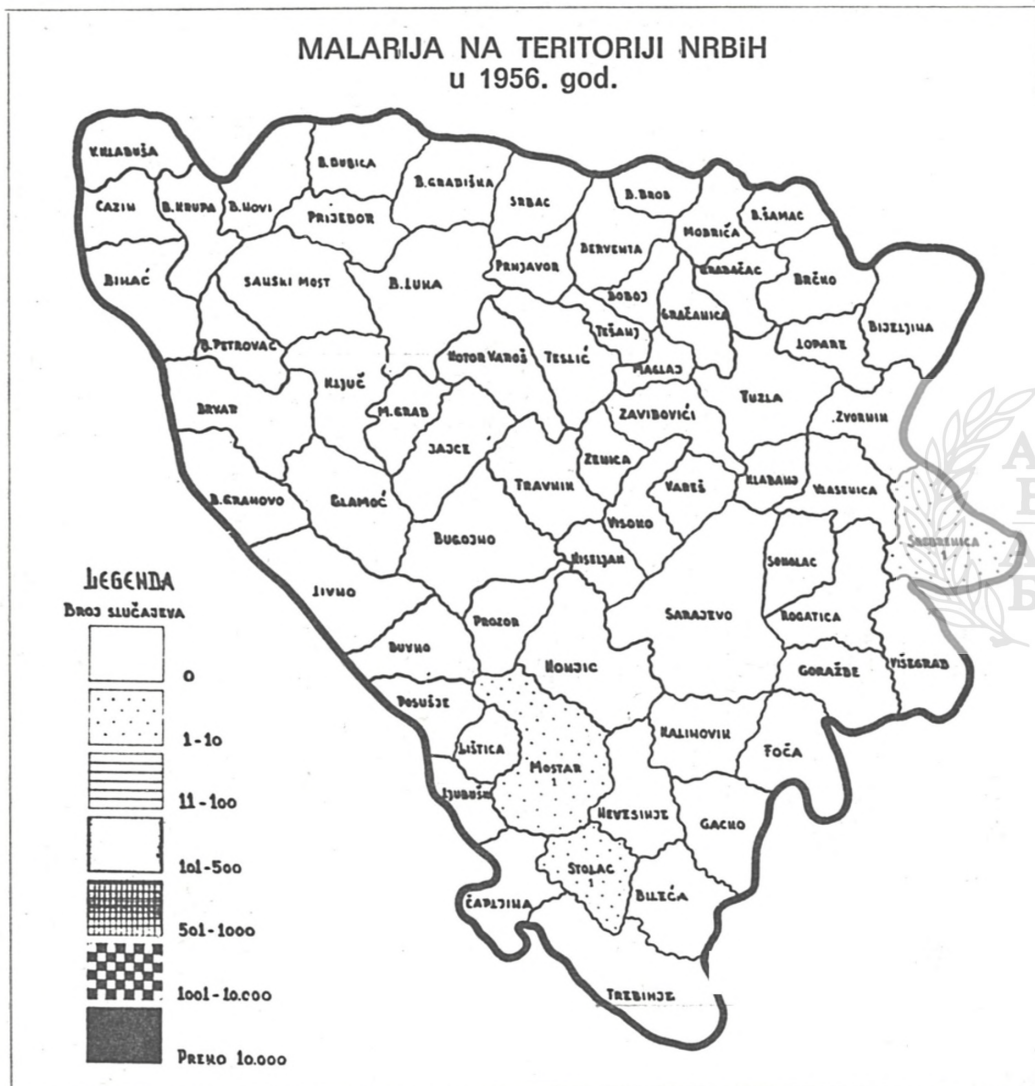 MALARIJA NA TERITORIJI NRBiH
u 1956. god.
V.KLADUŠA
B.DUBICA
B.GRADIŠKA
SRBAC
B.BROD
B.ŠAMAC
CAZIN
B.KRUPA
B.NOVI
PRIJEDOR
MODRIČA
DERVENTA
BIHAĆ
SANSKI MOST
B.LUKA
PRNJAVOR
GRADAČAC
BRČKO
DOBOJ
GRAČANICA
BIJELJINA
B.PETROVAC
TEŠANJ
LOPARE
KOTOR VAROŠ
TESLIĆ
MAGLAJ
KLJUČ
TUZLA
DRVAR
M.GRAD
ZAVIDOVIĆI
ZVORNIK
JAJCE
ZENICA
B.GRAHOVO
GLAMOČ
TRAVNIK
VAREŠ
KLADANJ
VLASENICA
BUGOJNO
VISOKO
SREBRENICA
1
KISELJAK
SOKOLAC
LIVNO
PROZOR
SARAJEVO
ROGATICA
DUVNO
KONJIC
GORAŽDE
VIŠEGRAD
POSUŠJE
LIŠTICA
KALINOVIK
FOČA
MOSTAR
1
LJUBUŠKI
NEVESINJE
GACKO
STOLAC
1
ČAPLJINA
BILEĆA
TREBINJE
LEGENDA
BROJ SLUČAJEVA
0
1-10
11-100
101-500
501-1000
1001-10.000
PREKO 10.000